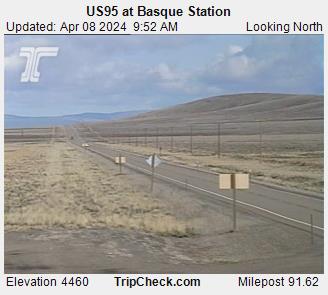 US95 at Basque Station
Updated: Apr 08 2024 9:52 AM Looking North
Elevation 4460 TripCheck.com Milepost 91.62